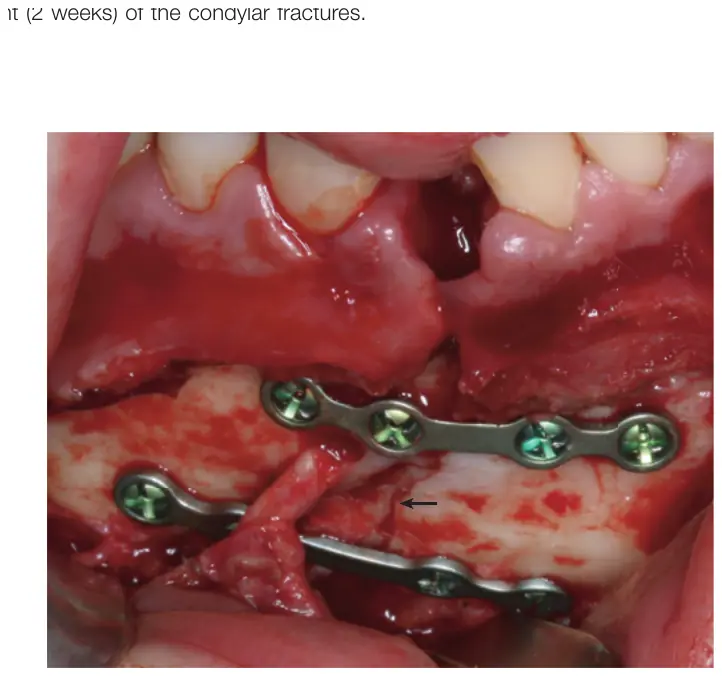 (2 weeks) of the condylar fractures.